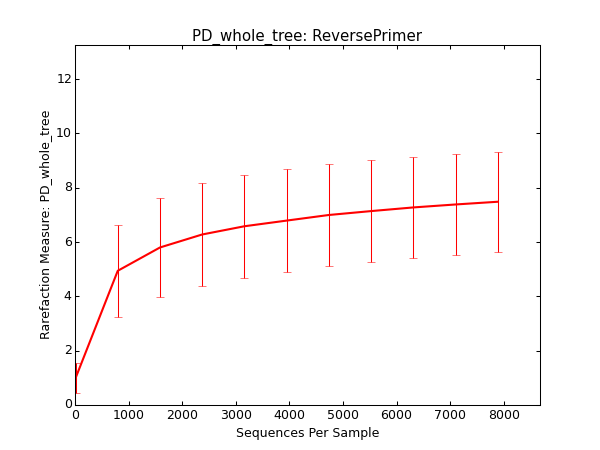 PD_whole_tree: ReversePrimer
Rarefaction Measure: PD_whole_tree
12
10
8
6
4
2
0
0 1000 2000 3000 4000 5000 6000 7000 8000
Sequences Per Sample